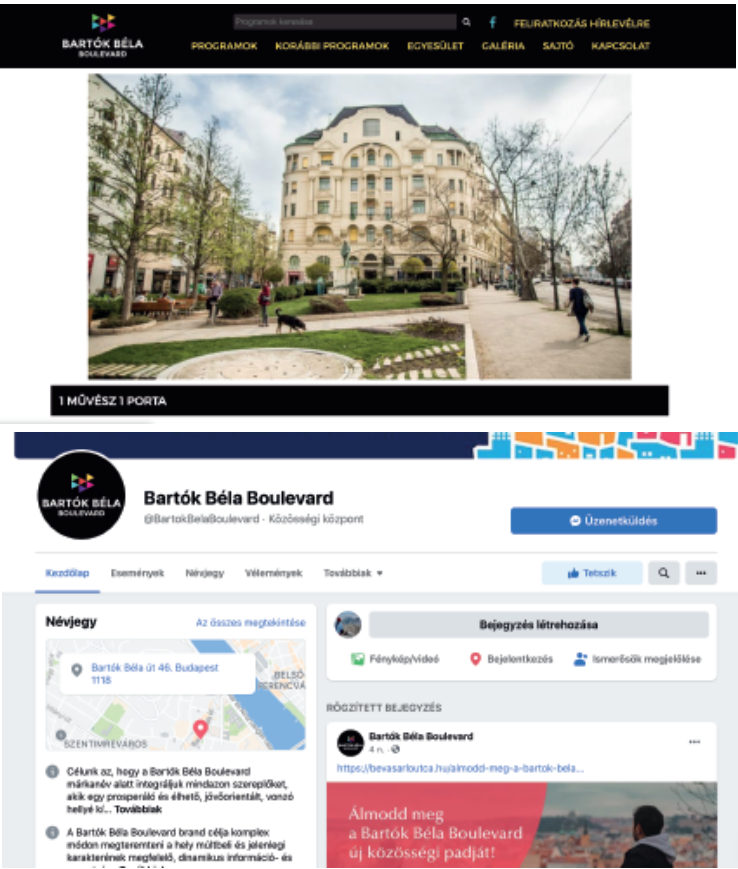 BARTÓK BÉLA
BOULEVARD
Programok keresése
FELIRATKOZÁS HÍRLEVÉLRE
PROGRAMOK KORÁBBI PROGRAMOK EGYESÜLET GALÉRIA SAJTÓ KAPCSOLAT
1 MŰVÉSZ 1 PORTA
BARTÓK BÉLA
BOULEVARD
Bartók Béla Boulevard
@BartokBelaBoulevard · Közösségi központ
Üzenetküldés
Kezdőlap Események Névjegy Vélemények Továbbiak
Tetszik
Névjegy
Az összes megtekintése
Bartók Béla út 46. Budapest
1118
BELSŐ
FERENCVÁ
SZENTIMREVÁROS
Célunk az, hogy a Bartók Béla Boulevard
márkanév alatt integráljuk mindazon szereplőket,
akik egy prosperáló és élhető, jövőorientált, vonzó
hellyé ki... Továbbiak
A Bartók Béla Boulevard brand célja komplex
módon megteremteni a hely múltbeli és jelenlegi
karakterének megfelelő, dinamikus információ- és
Bejegyzés létrehozása
Fénykép/videó Bejelentkezés Ismerősök megjelölése
RÖGZÍTETT BEJEGYZÉS
Bartók Béla Boulevard
4 n. ·
https://bevasarloutca.hu/almodd-meg-a-bartok-bela...
Álmodd meg
a Bartók Béla Boulevard
új közösségi padját!